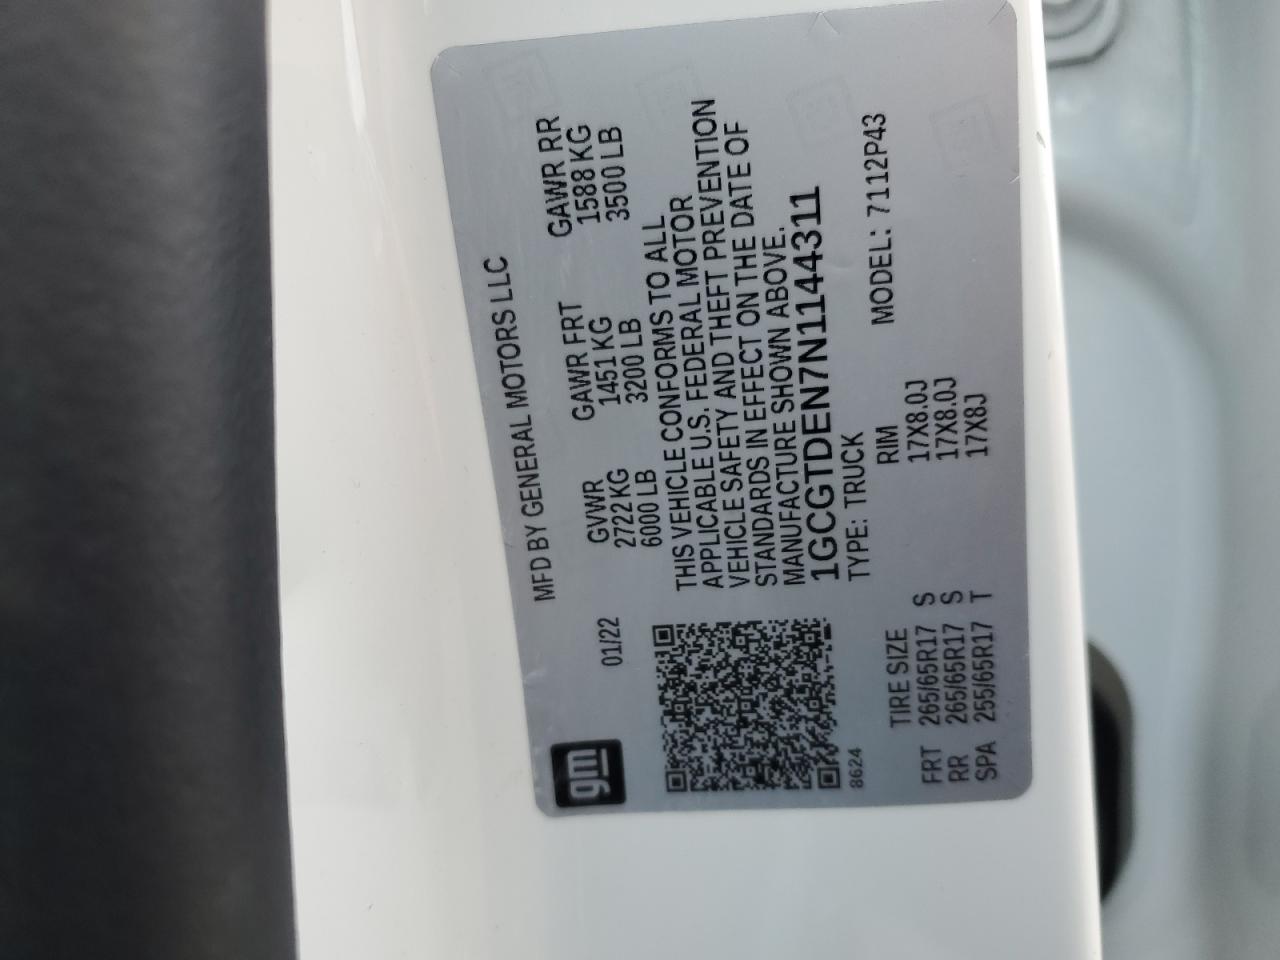 gm
MFD BY GENERAL MOTORS LLC
01/22
GVWR GAWR FRT GAWR RR
2722 KG 1451 KG 1588 KG
6000 LB 3200 LB 3500 LB
THIS VEHICLE CONFORMS TO ALL
APPLICABLE U.S. FEDERAL MOTOR
VEHICLE SAFETY AND THEFT PREVENTION
STANDARDS IN EFFECT ON THE DATE OF
MANUFACTURE SHOWN ABOVE.
1GCGTDEN7N1144311
8624 TYPE: TRUCK MODEL: 7112P43
TIRE SIZE RIM
FRT 265/65R17 S 17X8.0J
RR 265/65R17 S 17X8.0J
SPA 255/65R17 T 17X8J